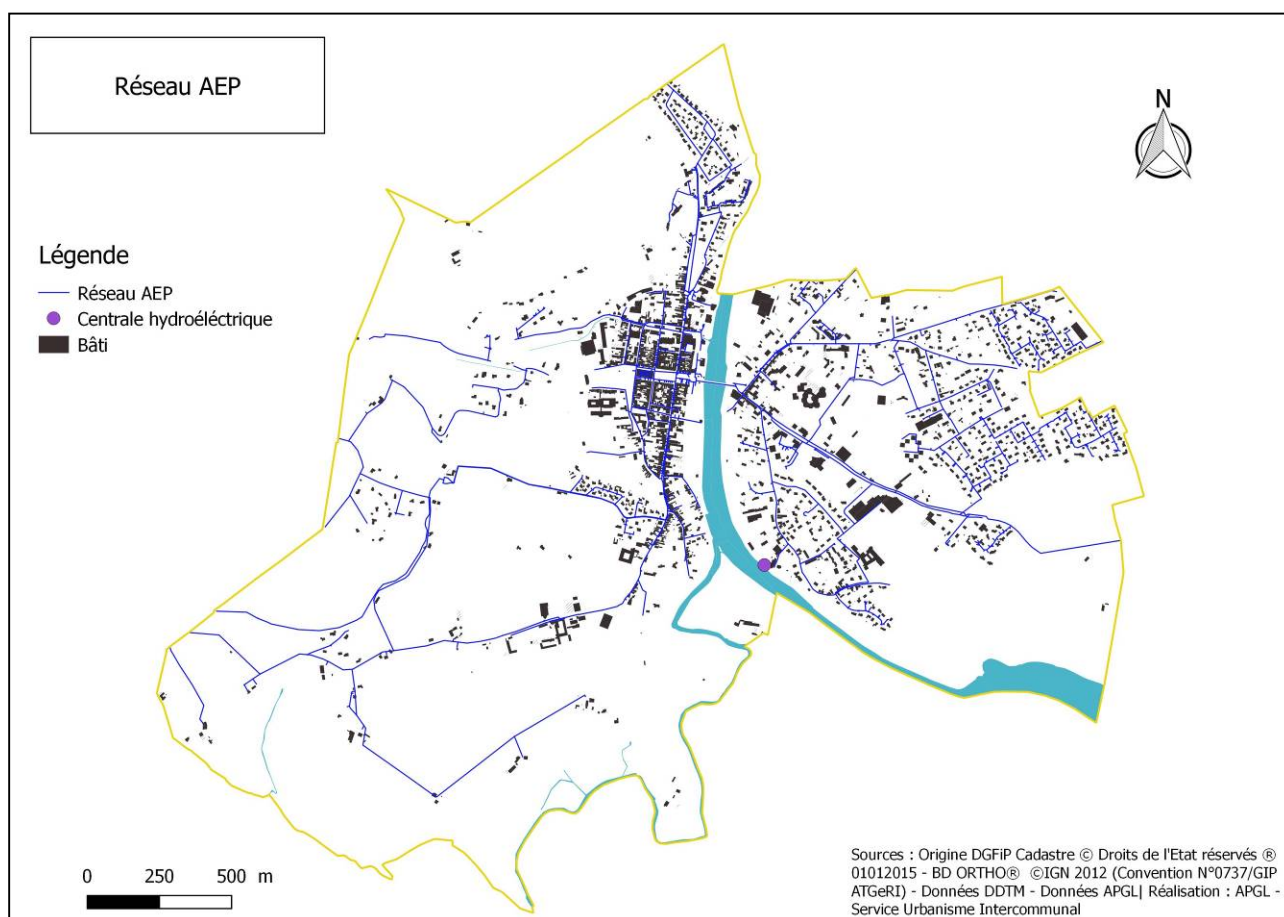 Réseau AEP
N
Légende
Réseau AEP
Centrale hydroéléctrique
Bâti
0 250 500 m
Sources : Origine DGFiP Cadastre © Droits de l'Etat réservés ®
01012015 - BD ORTHO® ©IGN 2012 (Convention N°0737/GIP
ATGeRI) - Données DDTM - Données APGL| Réalisation : APGL -
Service Urbanisme Intercommunal